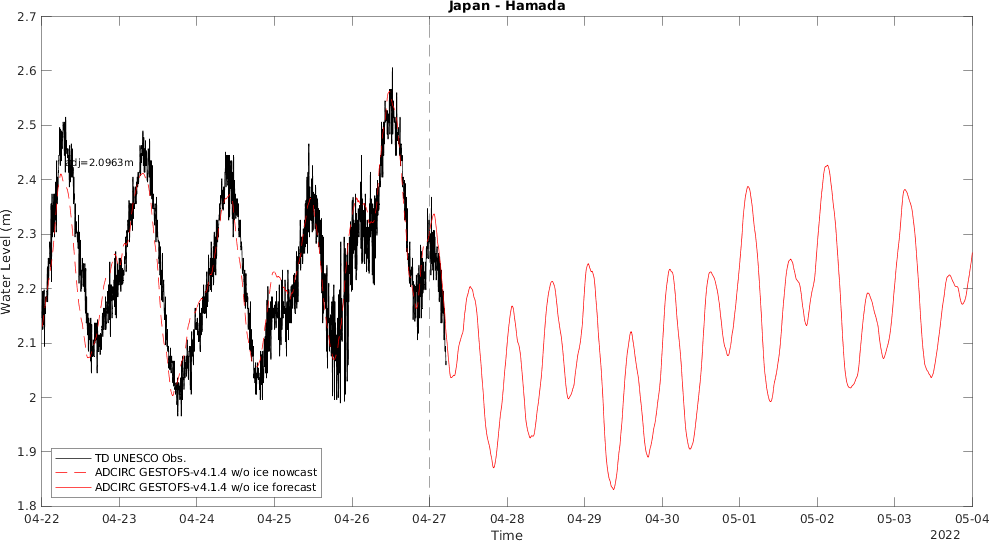 Japan - Hamada
2.7
2.6
2.5
2.4
2.3
2.2
2.1
2
1.9
1.8
Water Level (m)
adj=2.0963m
TD UNESCO Obs.
ADCIRC GESTOFS-v4.1.4 w/o ice nowcast
ADCIRC GESTOFS-v4.1.4 w/o ice forecast
04-22 04-23 04-24 04-25 04-26 04-27 04-28 04-29 04-30 05-01 05-02 05-03 05-04
Time
2022